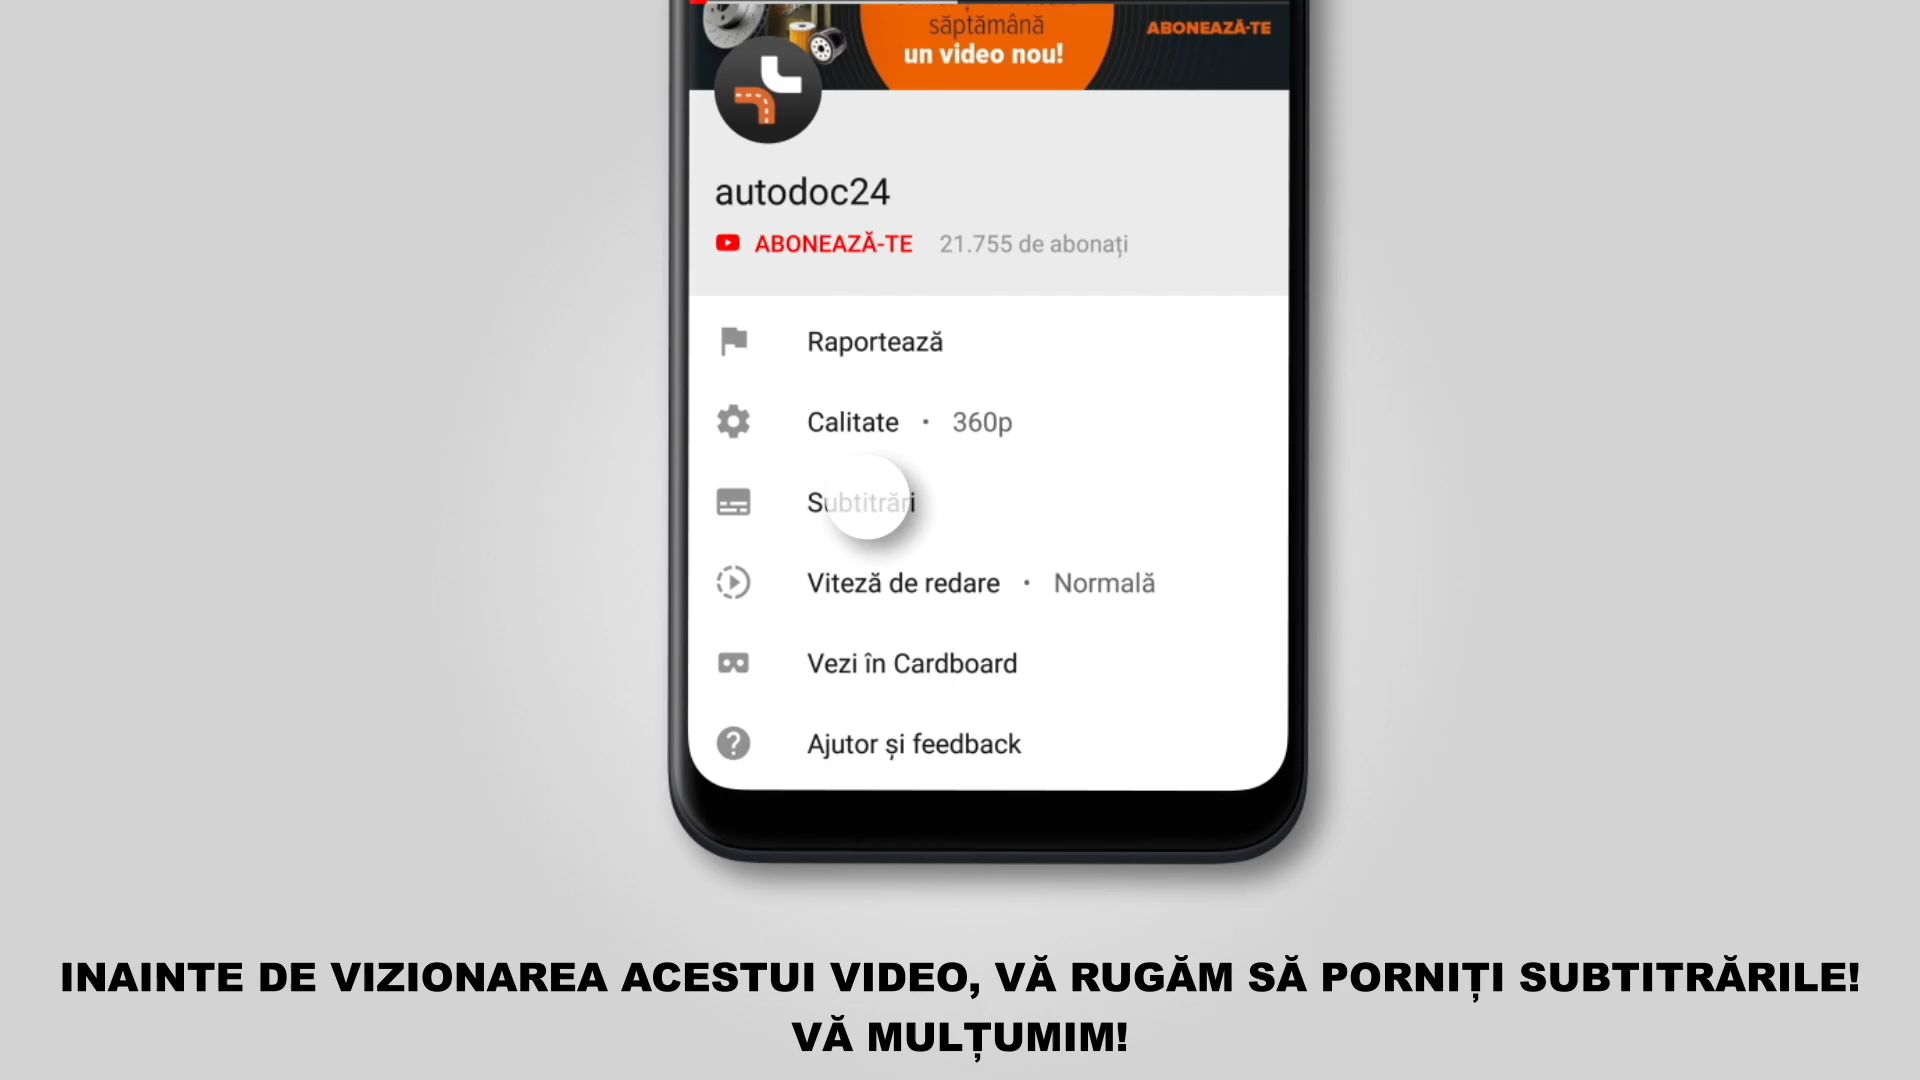 săptămână
un video nou!
ABONEAZĂ-TE
autodoc24
ABONEAZĂ-TE 21.755 de abonați
Raportează
Calitate • 360p
Subtitrări
Viteză de redare • Normală
Vezi în Cardboard
Ajutor și feedback
INAINTE DE VIZIONAREA ACESTUI VIDEO, VĂ RUGĂM SĂ PORNIȚI SUBTITRĂRILE!
VĂ MULȚUMIM!